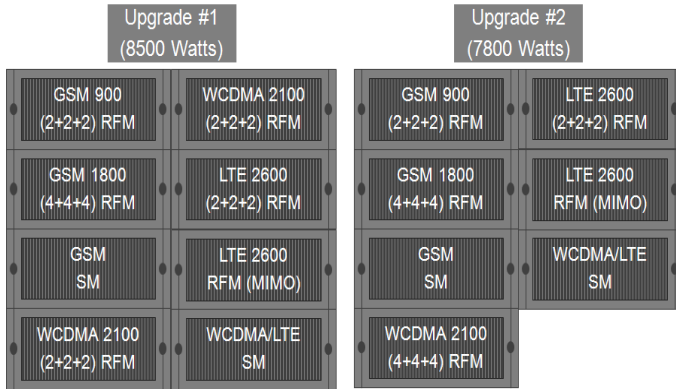 Upgrade #1
(8500 Watts)
GSM 900
(2+2+2) RFM
WCDMA 2100
(2+2+2) RFM
GSM 1800
(4+4+4) RFM
LTE 2600
(2+2+2) RFM
GSM
SM
LTE 2600
RFM (MIMO)
WCDMA 2100
(2+2+2) RFM
WCDMA/LTE
SM
Upgrade #2
(7800 Watts)
GSM 900
(2+2+2) RFM
LTE 2600
(2+2+2) RFM
GSM 1800
(4+4+4) RFM
LTE 2600
RFM (MIMO)
GSM
SM
WCDMA/LTE
SM
WCDMA 2100
(4+4+4) RFM